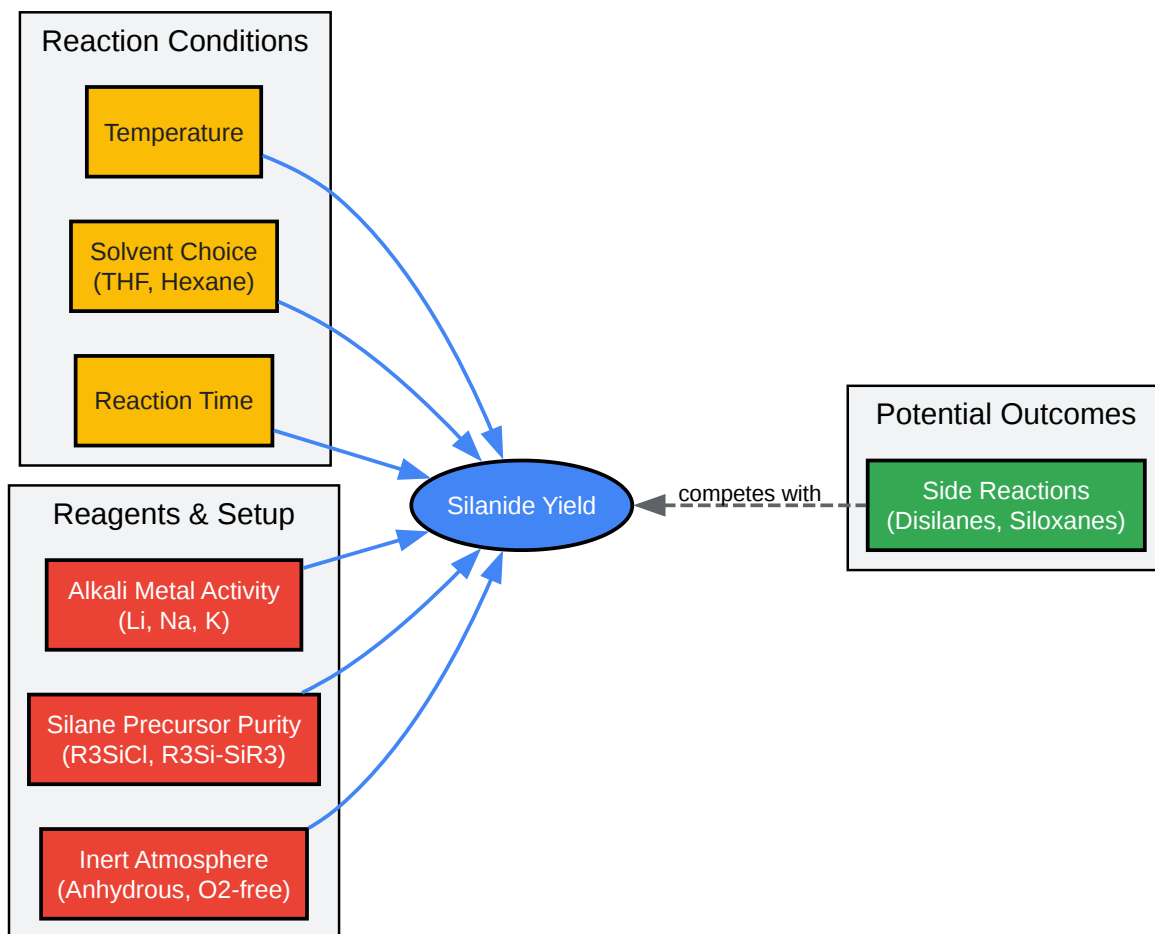 Reaction Conditions
Temperature
Solvent Choice
(THF, Hexane)
Reaction Time
Reagents & Setup
Alkali Metal Activity
(Li, Na, K)
Silane Precursor Purity
(R3SiCl, R3Si-SiR3)
Inert Atmosphere
(Anhydrous, O2-free)
Silanide Yield
competes with
Potential Outcomes
Side Reactions
(Disilanes, Siloxanes)